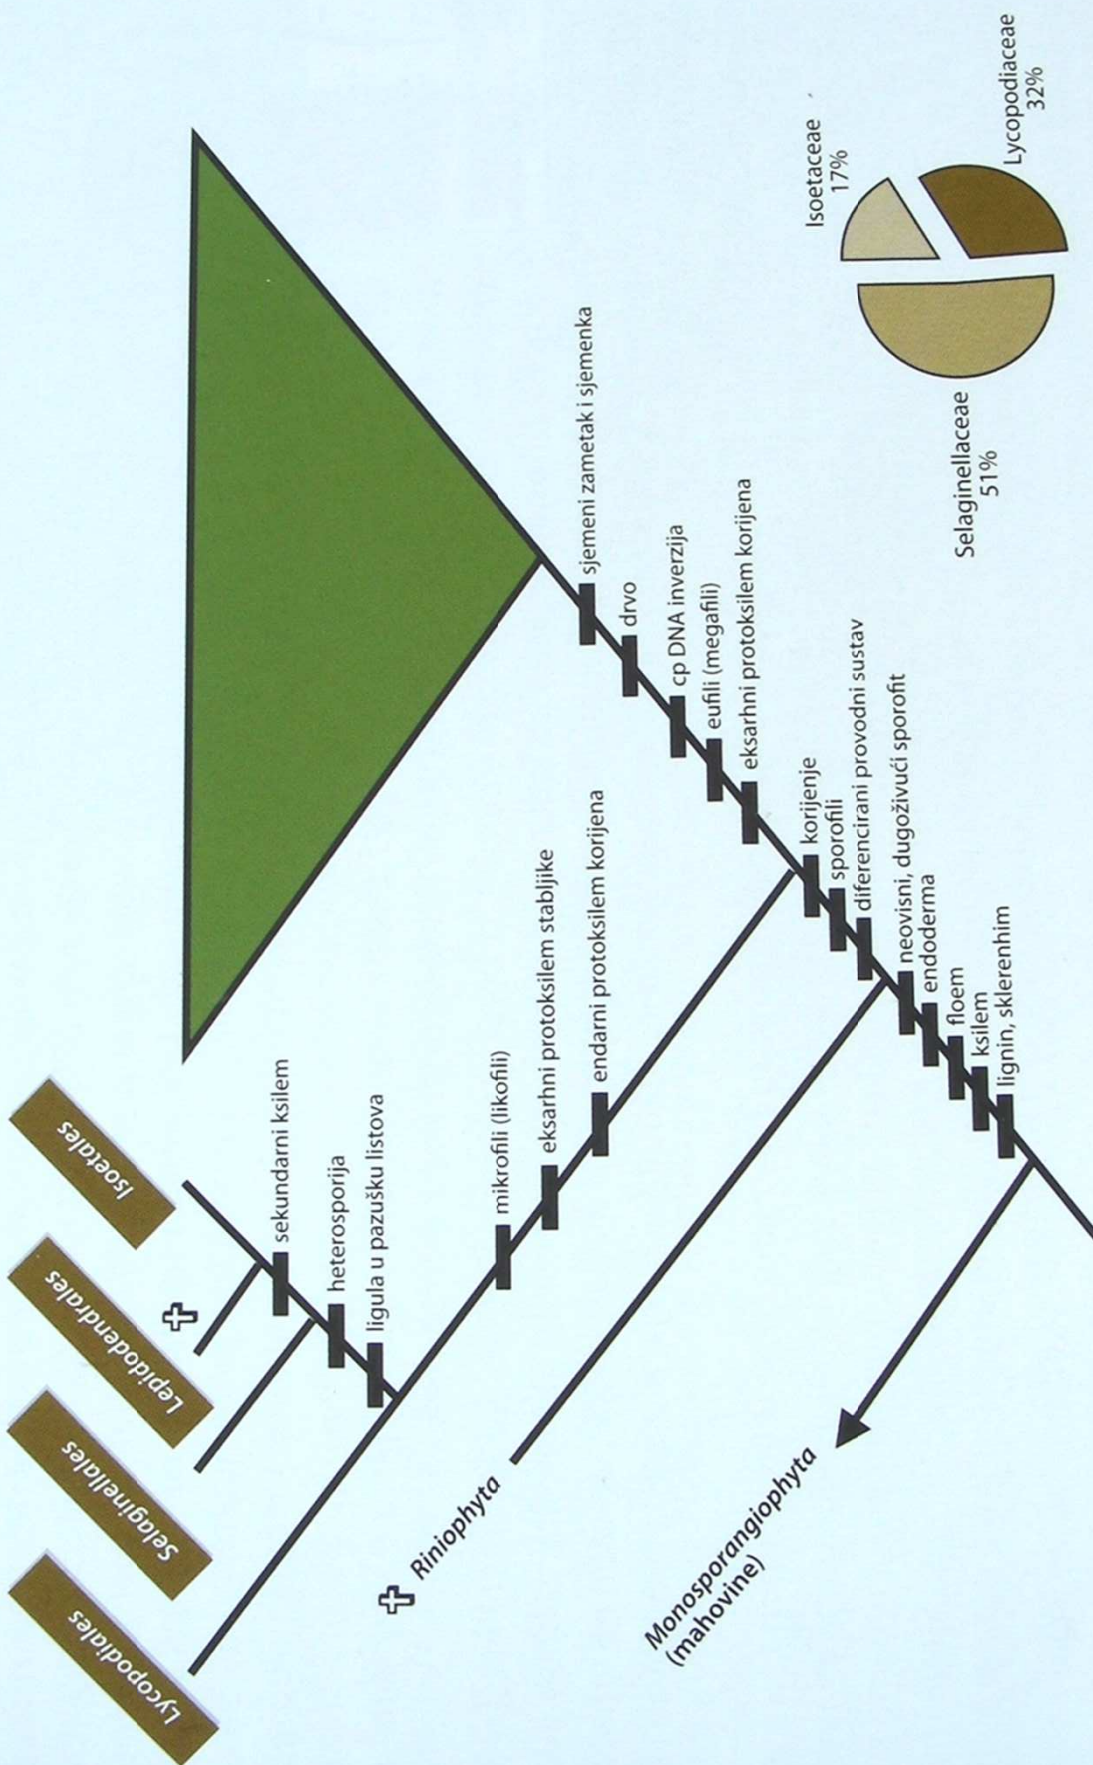 Lycopodiales
Selaginellales
Lepidodendrales
Isoetales
sekundarni ksilem
heterosporija
ligula u pazušku listova
mikrofili (likofili)
eksarhni protoksilem stabljike
endarni protoksilem korijena
Riniophyta
Monosporangiophyta
(mahovine)
sjemeni zametak i sjemenka
drvo
cp DNA inverzija
eufili (megafili)
eksarhni protoksilem korijena
korijenje
sporofili
diferencirani provodni sustav
neovisni, dugoživući sporofit
endoderma
floem
ksilem
lignin, sklerenhim
Isoetaceae
17%
Lycopodiaceae
32%
Selaginellaceae
51%